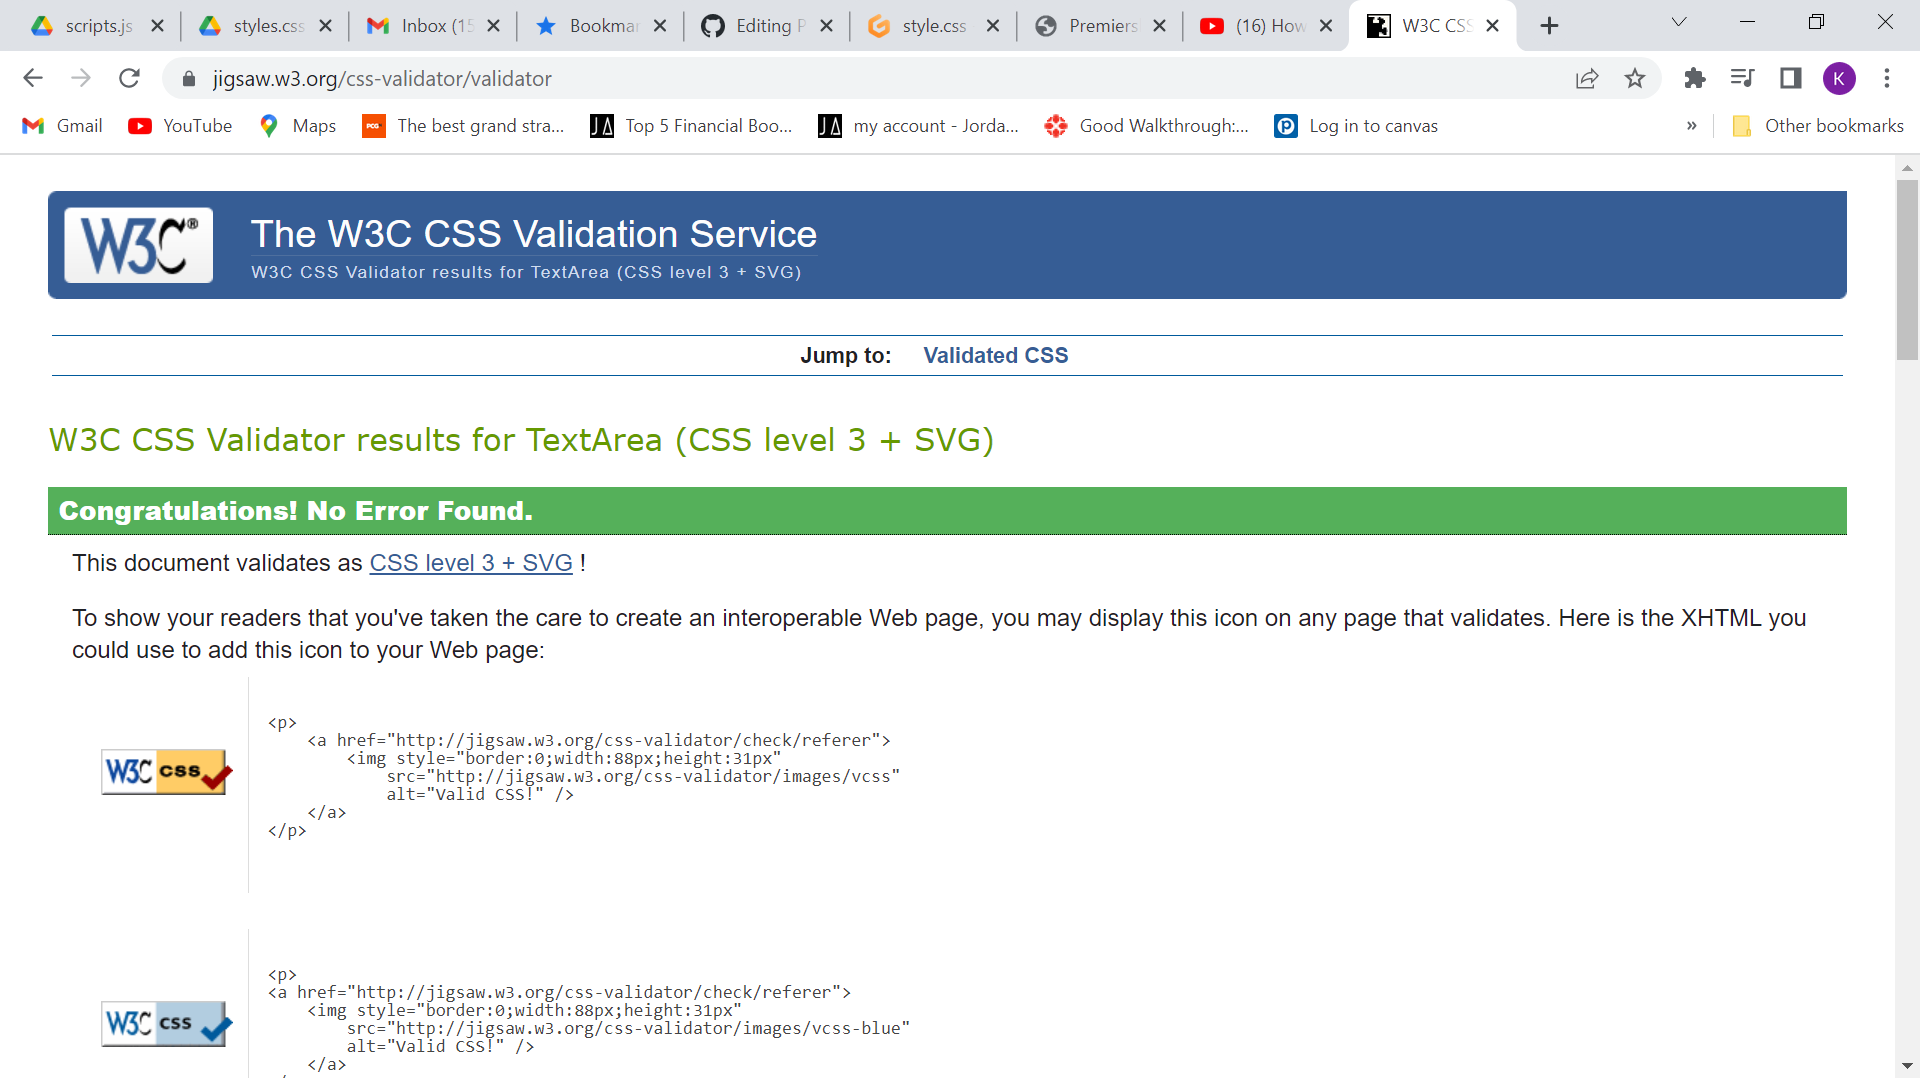 scripts.js
styles.css
Inbox (15
Bookmar
Editing P
style.css
Premiers
(16) How
W3C CSS
jigsaw.w3.org/css-validator/validator
K
Gmail
YouTube
Maps
PCG
The best grand stra...
JA
Top 5 Financial Boo...
JA
my account - Jorda...
Good Walkthrough:...
Log in to canvas
»
Other bookmarks
W3C®
The W3C CSS Validation Service
W3C CSS Validator results for TextArea (CSS level 3 + SVG)
Jump to: Validated CSS
W3C CSS Validator results for TextArea (CSS level 3 + SVG)
Congratulations! No Error Found.
This document validates as CSS level 3 + SVG !
To show your readers that you've taken the care to create an interoperable Web page, you may display this icon on any page that validates. Here is the XHTML you
could use to add this icon to your Web page:
W3C css
<p>
<a href="http://jigsaw.w3.org/css-validator/check/referer">
<img style="border:0;width:88px;height:31px"
src="http://jigsaw.w3.org/css-validator/images/vcss"
alt="Valid CSS!" />
</a>
</p>
W3C css
<p>
<a href="http://jigsaw.w3.org/css-validator/check/referer">
<img style="border:0;width:88px;height:31px"
src="http://jigsaw.w3.org/css-validator/images/vcss-blue"
alt="Valid CSS!" />
</a>